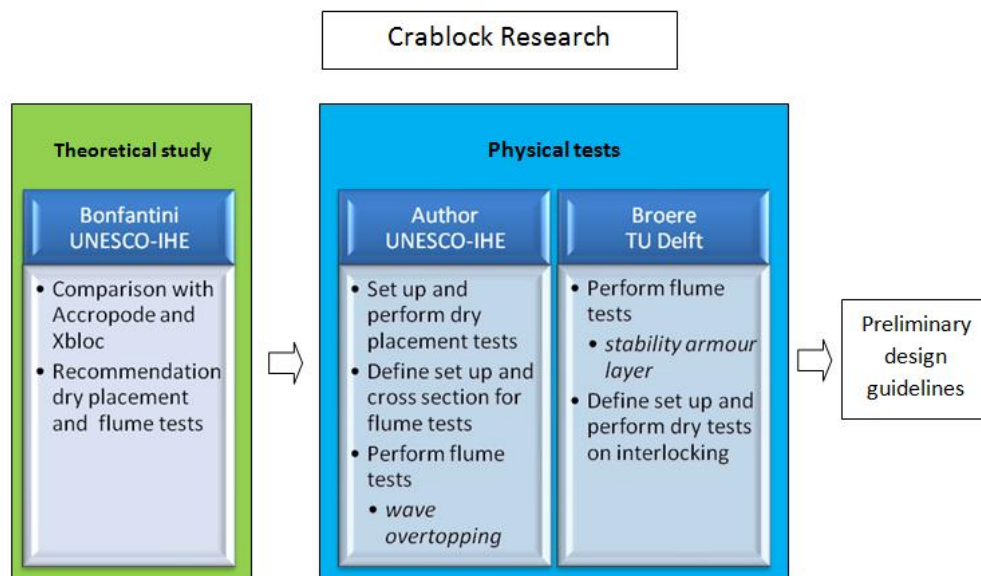 Crablock Research
Theoretical study
Bonfantini
UNESCO-IHE
• Comparison with
Accropode and
Xbloc
• Recommendation
dry placement
and flume tests
Physical tests
Author
UNESCO-IHE
• Set up and
perform dry
placement tests
• Define set up and
cross section for
flume tests
• Perform flume
tests
• wave
overtopping
Broere
TU Delft
• Perform flume
tests
• stability armour
layer
• Define set up and
perform dry tests
on interlocking
Preliminary
design
guidelines